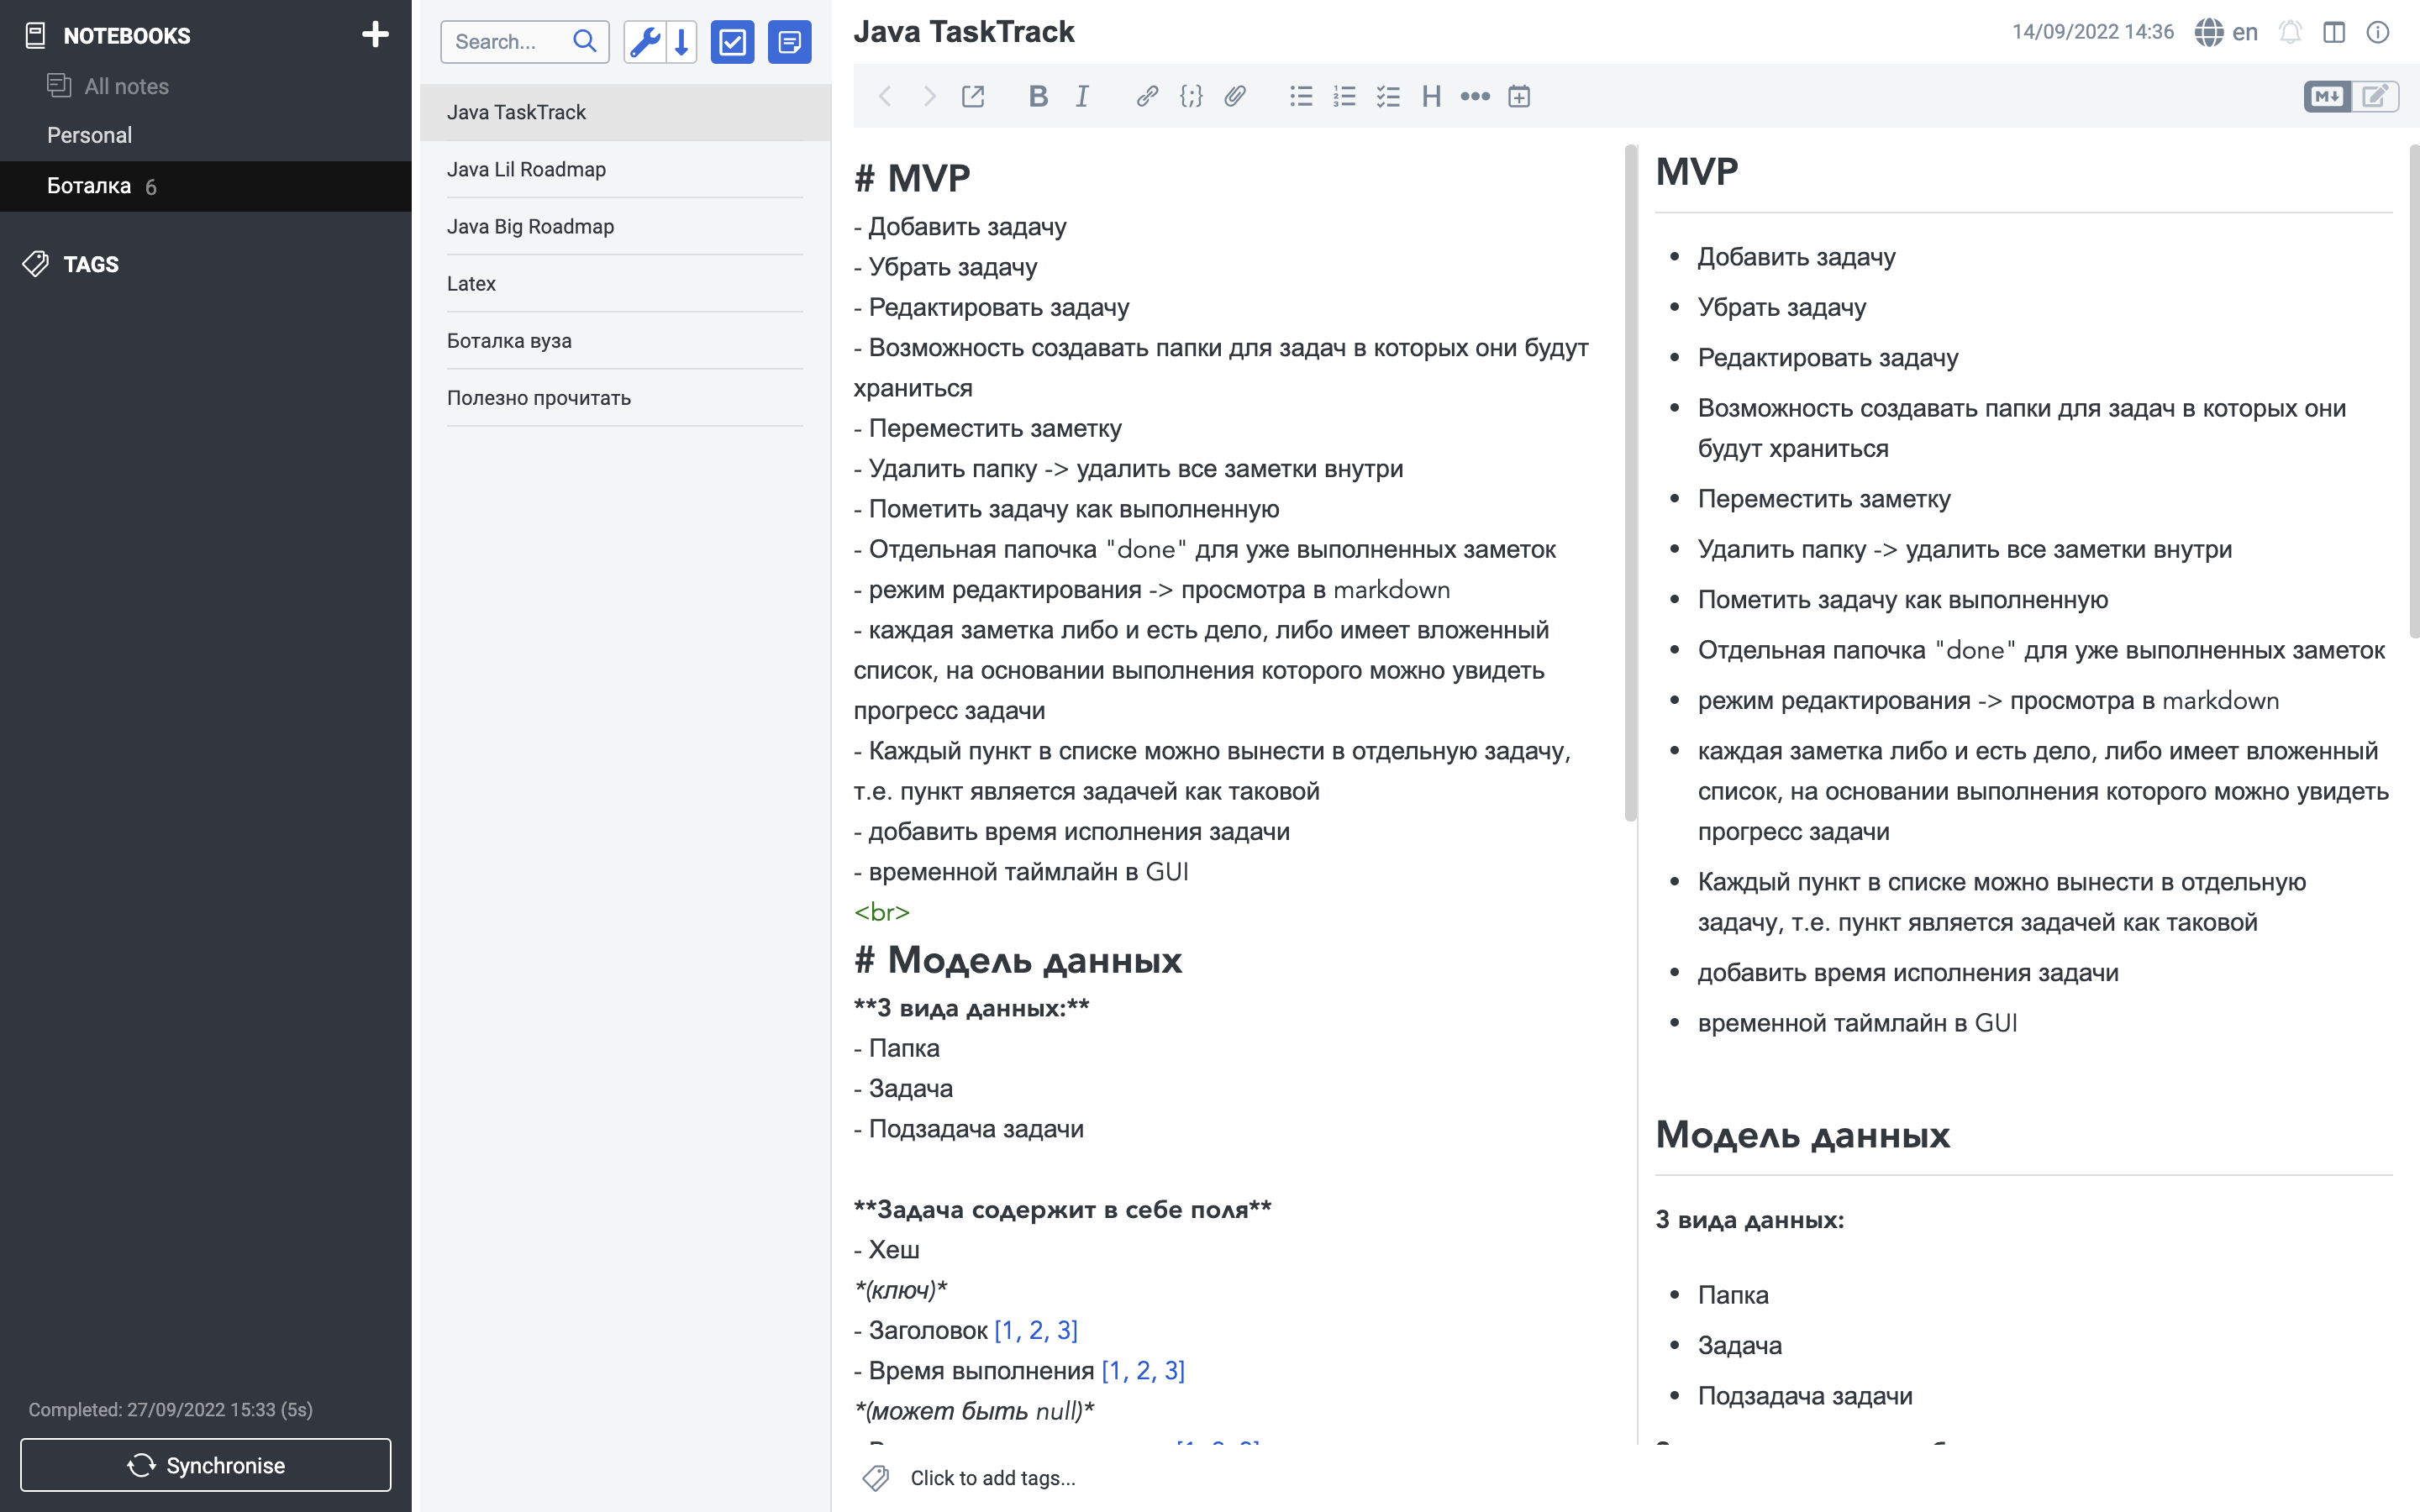 NOTEBOOKS
All notes
Personal
Боталка 6
TAGS
Completed: 27/09/2022 15:33 (5s)
Synchronise
Search...
Java TaskTrack
Java Lil Roadmap
Java Big Roadmap
Latex
Боталка вуза
Полезно прочитать
Java TaskTrack
14/09/2022 14:36
en
B I {;} H
M
# MVP
- Добавить задачу
- Убрать задачу
- Редактировать задачу
- Возможность создавать папки для задач в которых они будут
храниться
- Переместить заметку
- Удалить папку -> удалить все заметки внутри
- Пометить задачу как выполненную
- Отдельная папочка "done" для уже выполненных заметок
- режим редактирования -> просмотра в markdown
- каждая заметка либо и есть дело, либо имеет вложенный
список, на основании выполнения которого можно увидеть
прогресс задачи
- Каждый пункт в списке можно вынести в отдельную задачу,
т.е. пункт является задачей как таковой
- добавить время исполнения задачи
- временной таймлайн в GUI
<br>
# Модель данных
**3 вида данных:**
- Папка
- Задача
- Подзадача задачи
**Задача содержит в себе поля**
- Хеш
*(ключ)*
- Заголовок [1, 2, 3]
- Время выполнения [1, 2, 3]
*(может быть null)*
Click to add tags...
MVP
• Добавить задачу
• Убрать задачу
• Редактировать задачу
• Возможность создавать папки для задач в которых они
будут храниться
• Переместить заметку
• Удалить папку -> удалить все заметки внутри
• Пометить задачу как выполненную
• Отдельная папочка "done" для уже выполненных заметок
• режим редактирования -> просмотра в markdown
• каждая заметка либо и есть дело, либо имеет вложенный
список, на основании выполнения которого можно увидеть
прогресс задачи
• Каждый пункт в списке можно вынести в отдельную
задачу, т.е. пункт является задачей как таковой
• добавить время исполнения задачи
• временной таймлайн в GUI
Модель данных
3 вида данных:
• Папка
• Задача
• Подзадача задачи